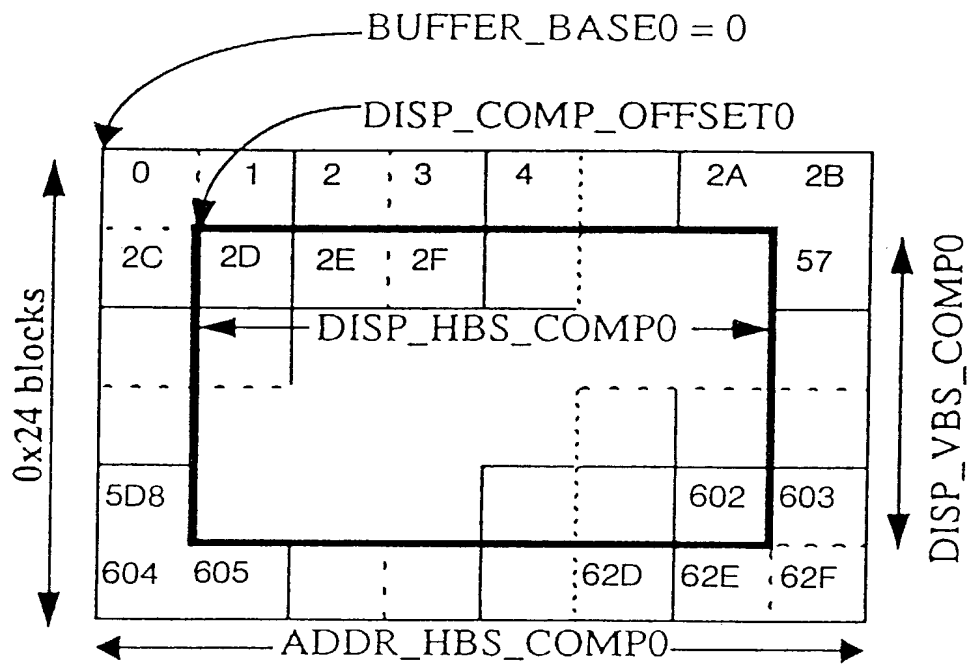 BUFFER_BASE0 = 0
DISP_COMP_OFFSET0
0 1 2 3 4 2A 2B
2C 2D 2E 2F 57
DISP_HBS_COMP0
5D8 602 603
604 605 62D 62E 62F
ADDR_HBS_COMP0
0x24 blocks
DISP_VBS_COMP0